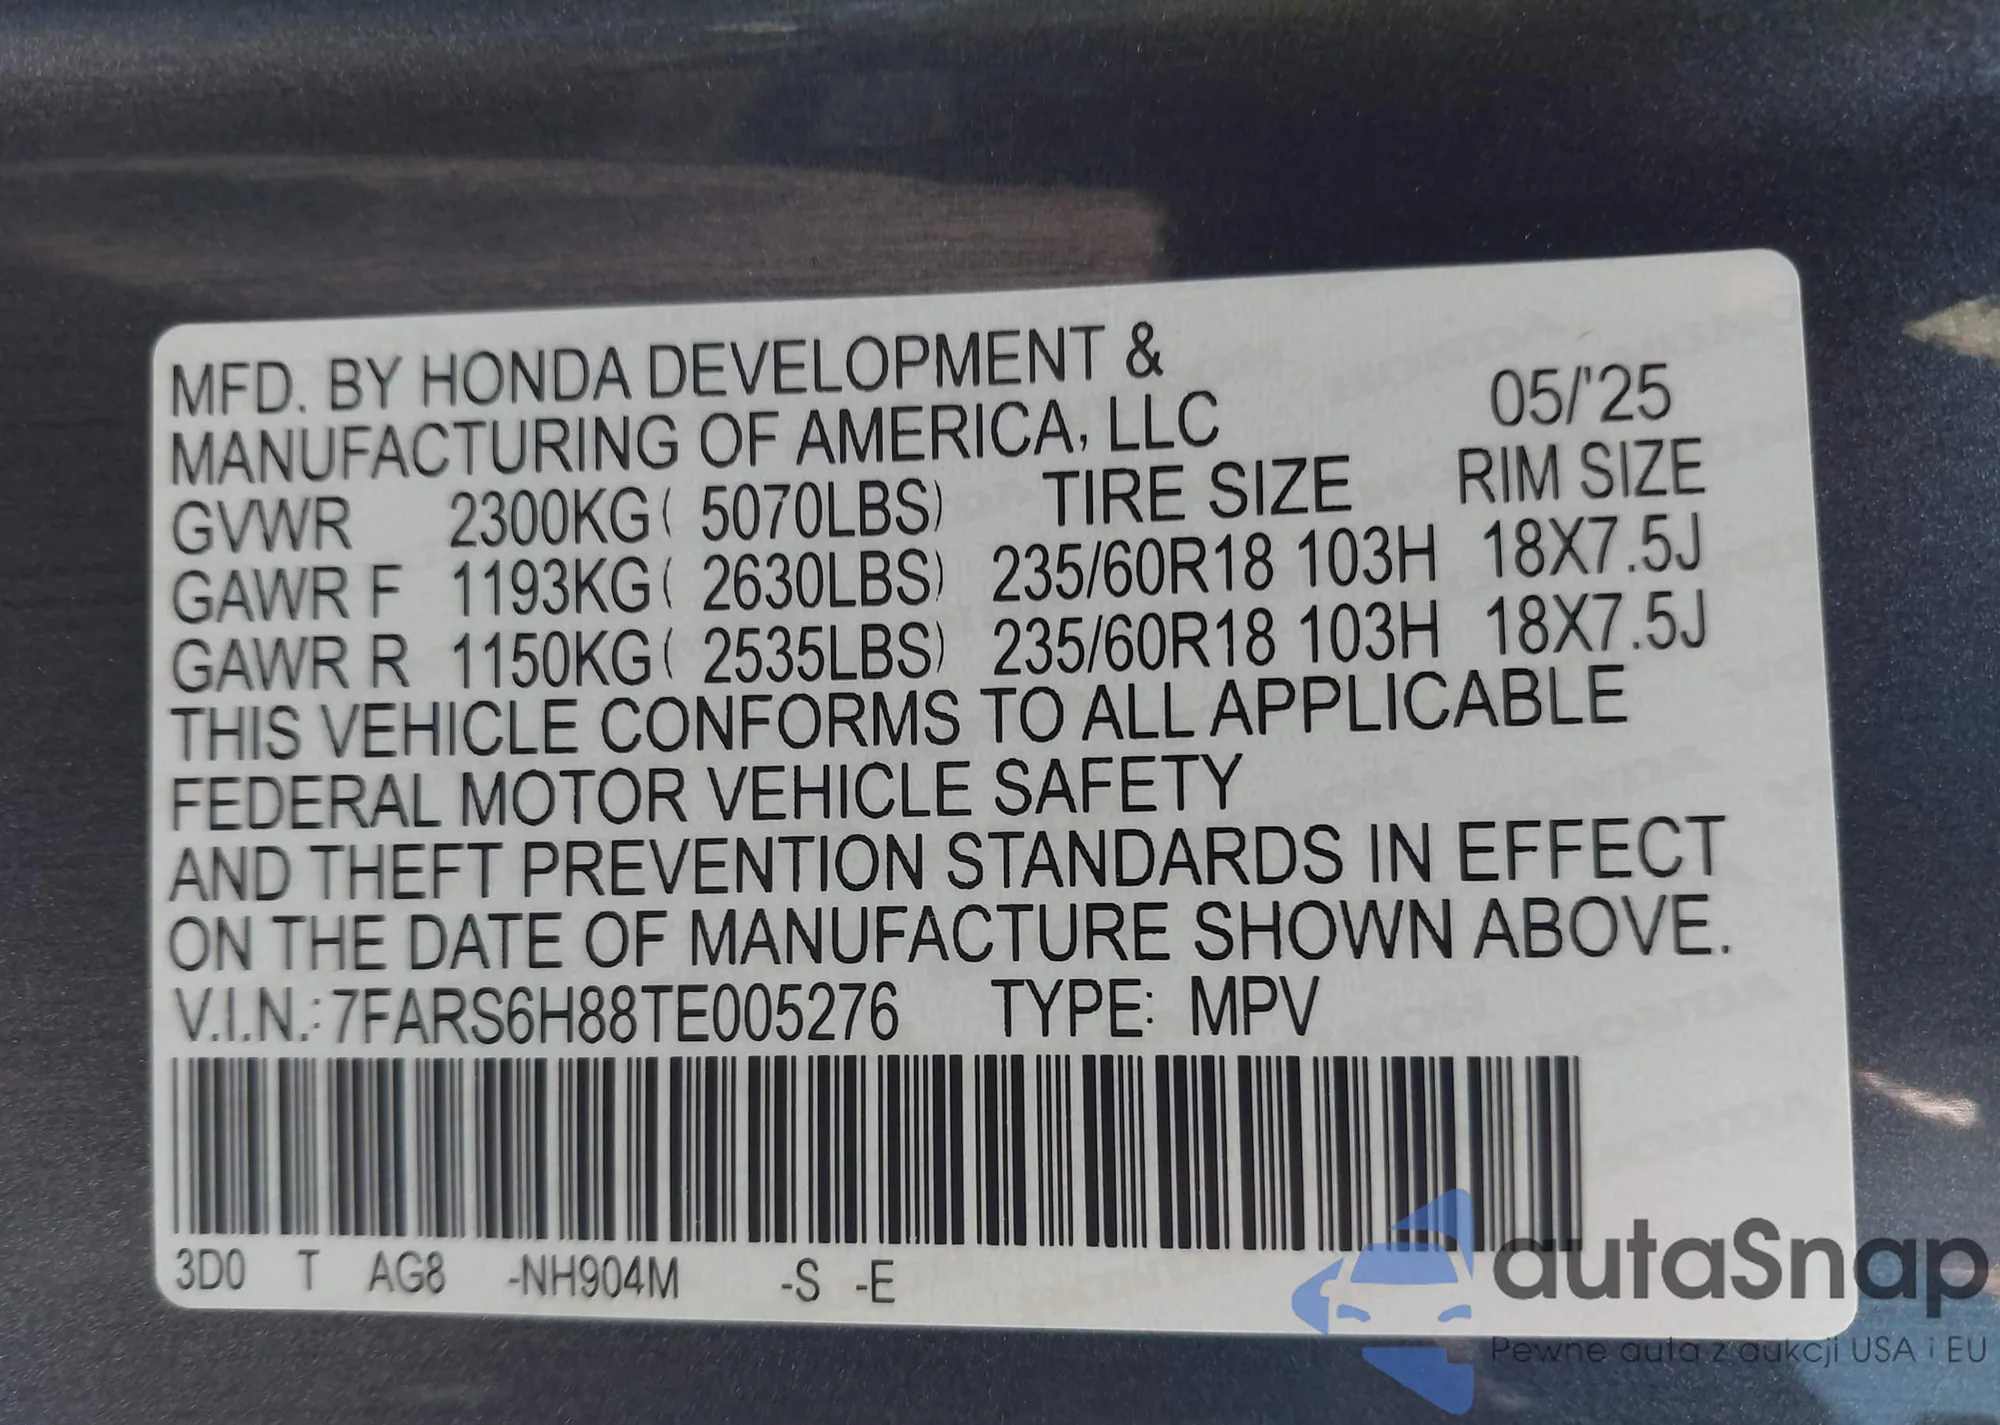 MFD. BY HONDA DEVELOPMENT &
MANUFACTURING OF AMERICA, LLC 05/'25
GVWR 2300KG( 5070LBS) TIRE SIZE RIM SIZE
GAWR F 1193KG( 2630LBS) 235/60R18 103H 18X7.5J
GAWR R 1150KG( 2535LBS) 235/60R18 103H 18X7.5J
THIS VEHICLE CONFORMS TO ALL APPLICABLE
FEDERAL MOTOR VEHICLE SAFETY
AND THEFT PREVENTION STANDARDS IN EFFECT
ON THE DATE OF MANUFACTURE SHOWN ABOVE.
V.I.N.: 7FARS6H88TE005276 TYPE: MPV
3D0 T AG8 -NH904M -S -E
autaSnap
Pewne auta z aukcji USA i EU